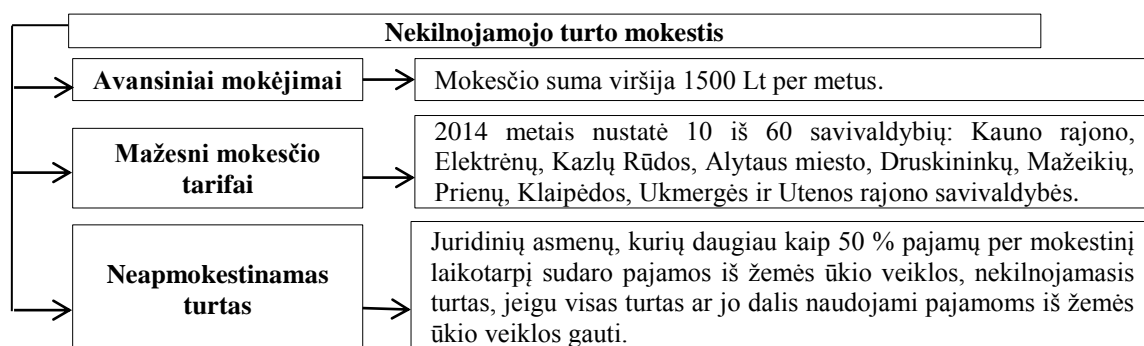 Nekilnojamojo turto mokestis
Avansiniai mokėjimai
Mokesčio suma viršija 1500 Lt per metus.
Mažesni mokesčio
tarifai
2014 metais nustatė 10 iš 60 savivaldybių: Kauno rajono,
Elektrėnų, Kazlų Rūdos, Alytaus miesto, Druskininkų, Mažeikių,
Prienų, Klaipėdos, Ukmergės ir Utenos rajono savivaldybės.
Neapmokestinamas
turtas
Juridinių asmenų, kurių daugiau kaip 50 % pajamų per mokestinį
laikotarpį sudaro pajamos iš žemės ūkio veiklos, nekilnojamasis
turtas, jeigu visas turtas ar jo dalis naudojami pajamoms iš žemės
ūkio veiklos gauti.